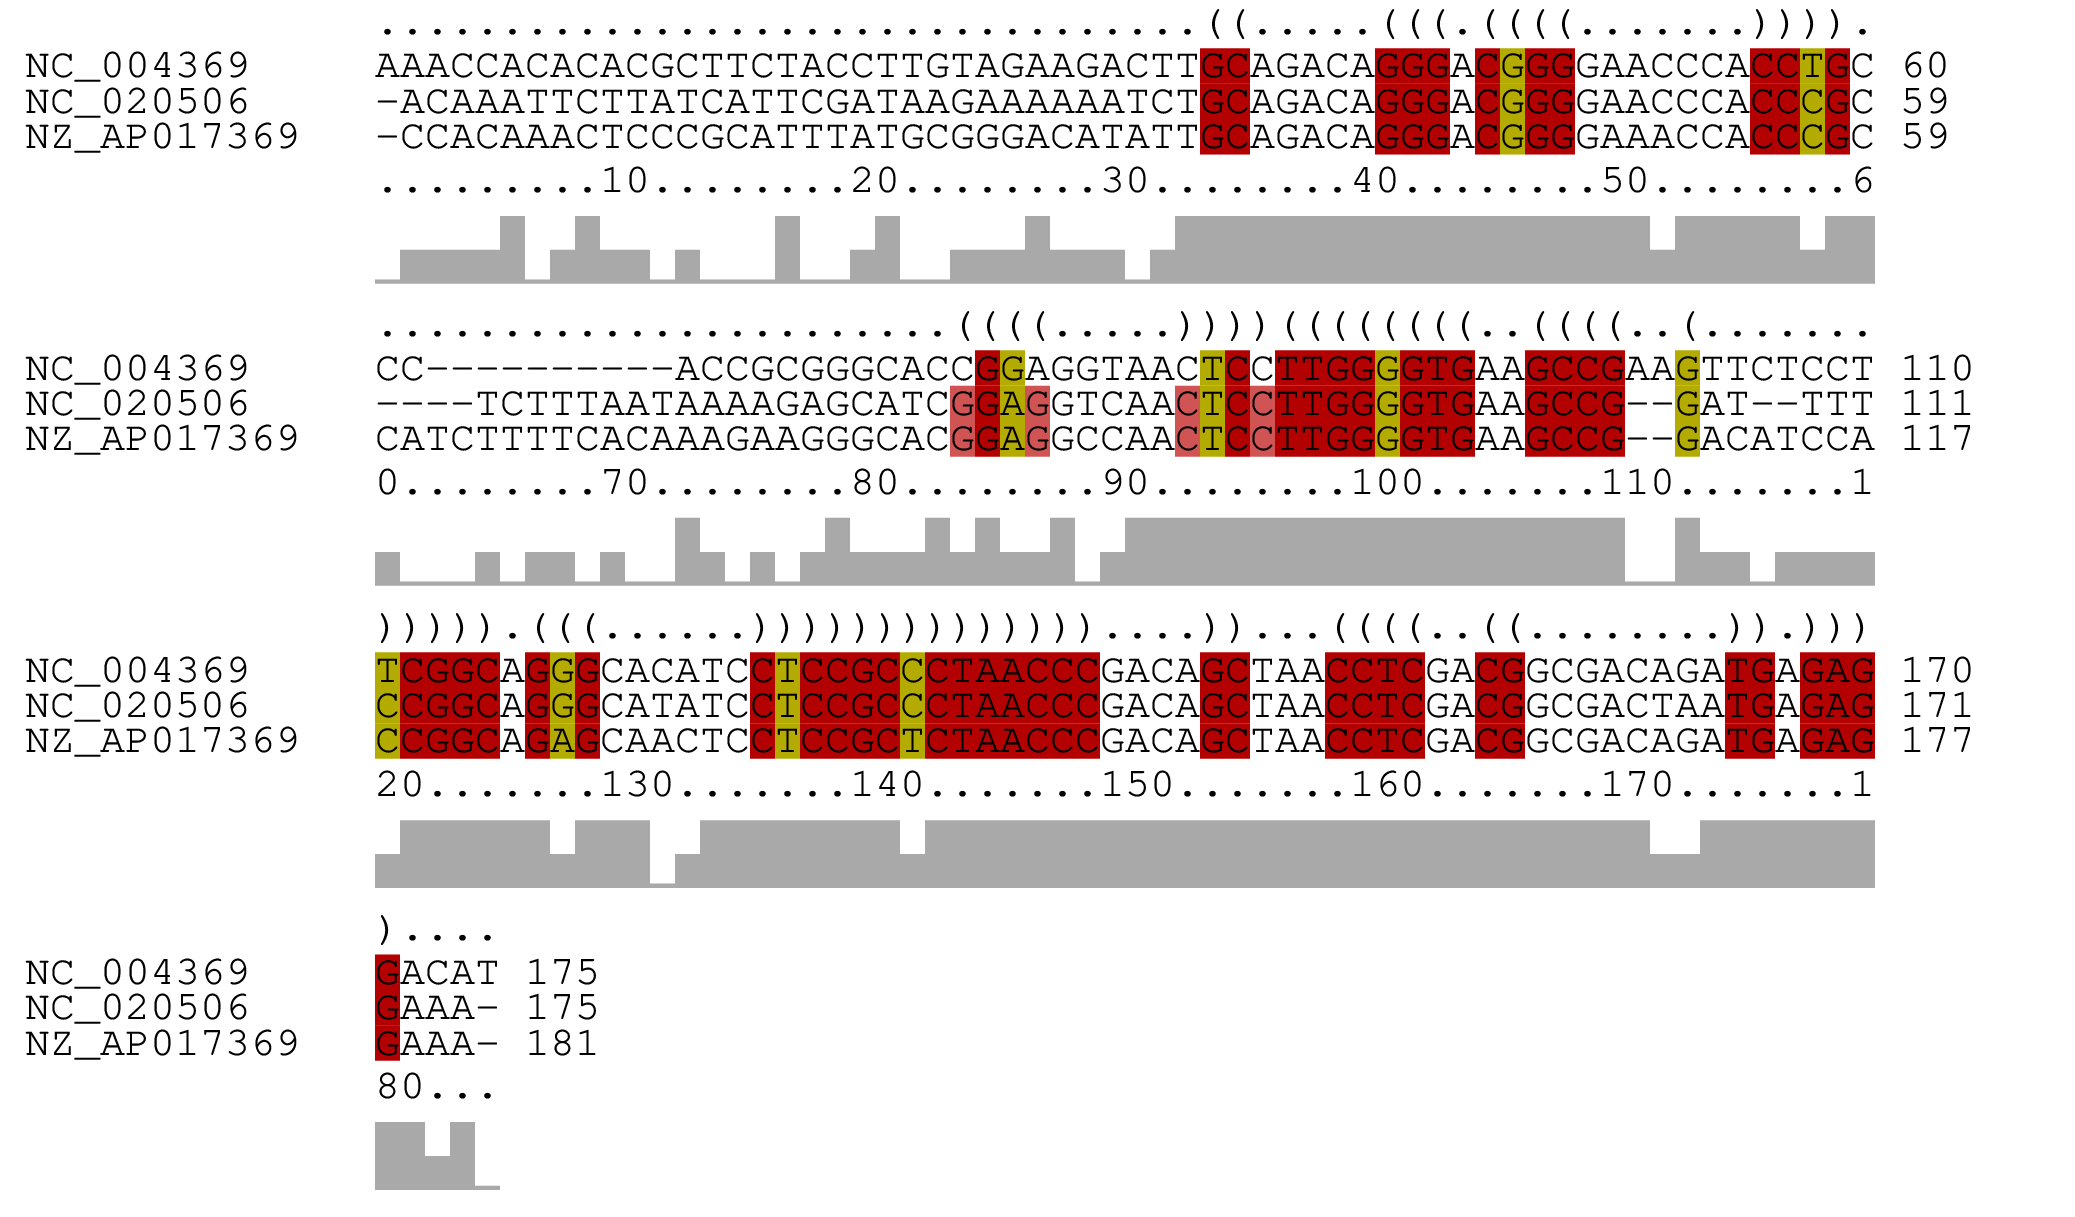 .................................((.....(((.((((.......)))).
NC_004369 AAACCACACACGCTTCTACCTTGTAGAAGACTTGCAGACAGGGACGGGGAACCCACCTGC 60
NC_020506 -ACAAATTCTTATCATTCGATAAGAAAAAATCTGCAGACAGGGACGGGGAACCCACCCGC 59
NZ_AP017369 -CCACAAACTCCCGCATTTATGCGGGACATATTGCAGACAGGGACGGGGAAACCACCCGC 59
.........10........20........30........40........50........6
.......................((((.....))))((((((((..((((..(.......
NC_004369 CC----------ACCGCGGGCACCGGAGGTAACTCCTTGGGGTGAAGCCGAAGTTCTCCT 110
NC_020506 ----TCTTTAATAAAAGAGCATCGGAGGTCAACTCCTTGGGGTGAAGCCG--GAT--TTT 111
NZ_AP017369 CATCTTTTCACAAAGAAGGGCACGGAGGCCAACTCCTTGGGGTGAAGCCG--GACATCCA 117
0........70........80........90........100.......110.......1
))))).(((......))))))))))))))....))...((((..((........)).)))
NC_004369 TCGGCAGGGCACATCCTCCGCCCTAACCCGACAGCTAACCTCGACGGCGACAGATGAGAG 170
NC_020506 CCGGCAGGGCATATCCTCCGCCCTAACCCGACAGCTAACCTCGACGGCGACTAATGAGAG 171
NZ_AP017369 CCGGCAGAGCAACTCCTCCGCTCTAACCCGACAGCTAACCTCGACGGCGACAGATGAGAG 177
20.......130.......140.......150.......160.......170.......1
)....
NC_004369 GACAT 175
NC_020506 GAAA- 175
NZ_AP017369 GAAA- 181
80...